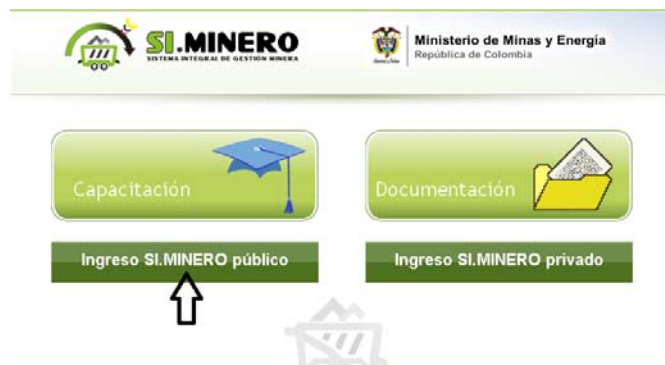 SI.MINERO
SISTEMA INTEGRAL DE GESTIÓN MINERA
Ministerio de Minas y Energía
República de Colombia
Capacitación
Documentación
Ingreso SI.MINERO público
Ingreso SI.MINERO privado